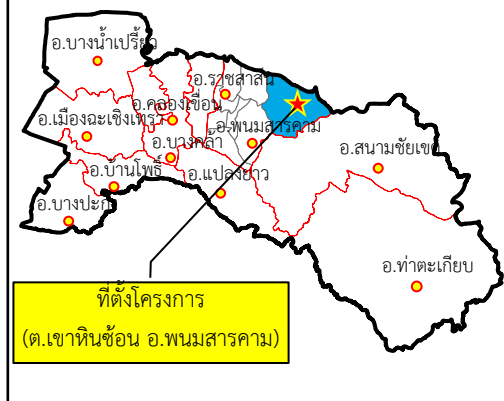 อ.บางน้ำเปรี้ยว
อ.ราชสาส์น
อ.คลองเขื่อน
อ.เมืองฉะเชิงเทรา
อ.พนมสารคาม
อ.บางคล้า
อ.สนามชัยเขต
อ.บ้านโพธิ์
อ.แปลงยาว
อ.บางปะกง
อ.ท่าตะเกียบ
ที่ตั้งโครงการ
(ต.เขาหินซ้อน อ.พนมสารคาม)